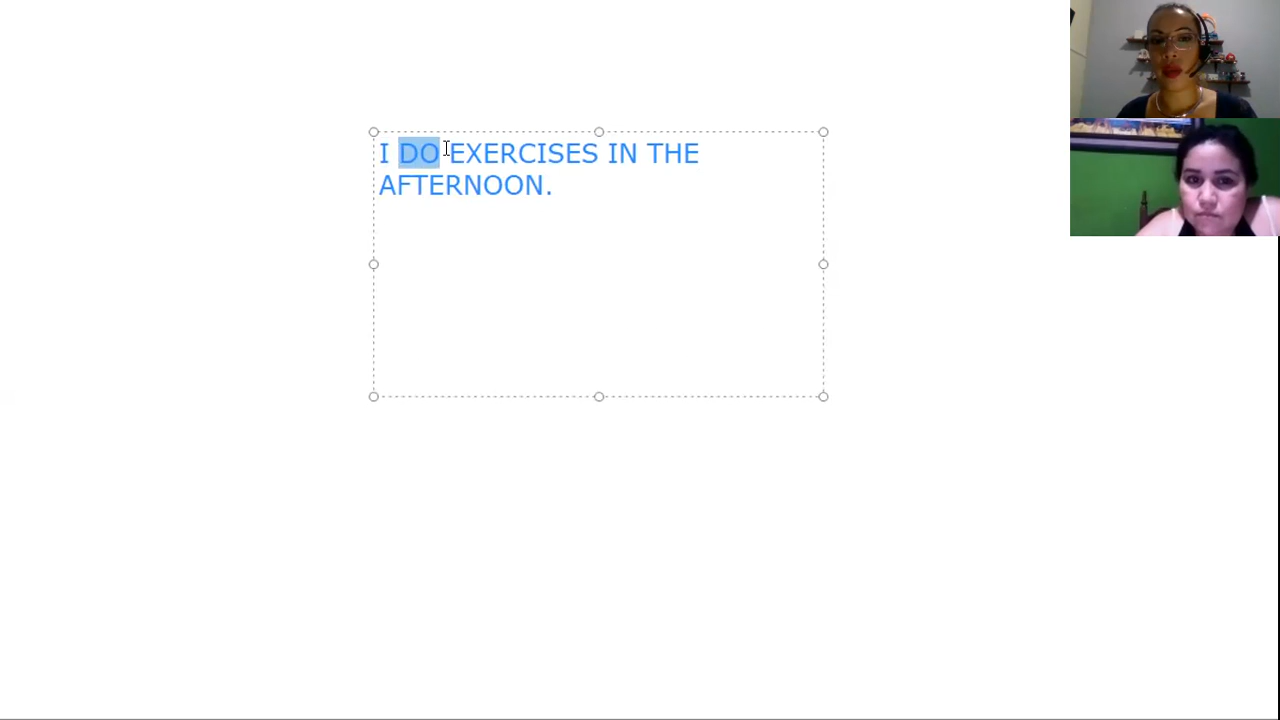 I DO EXERCISES IN THE
AFTERNOON.